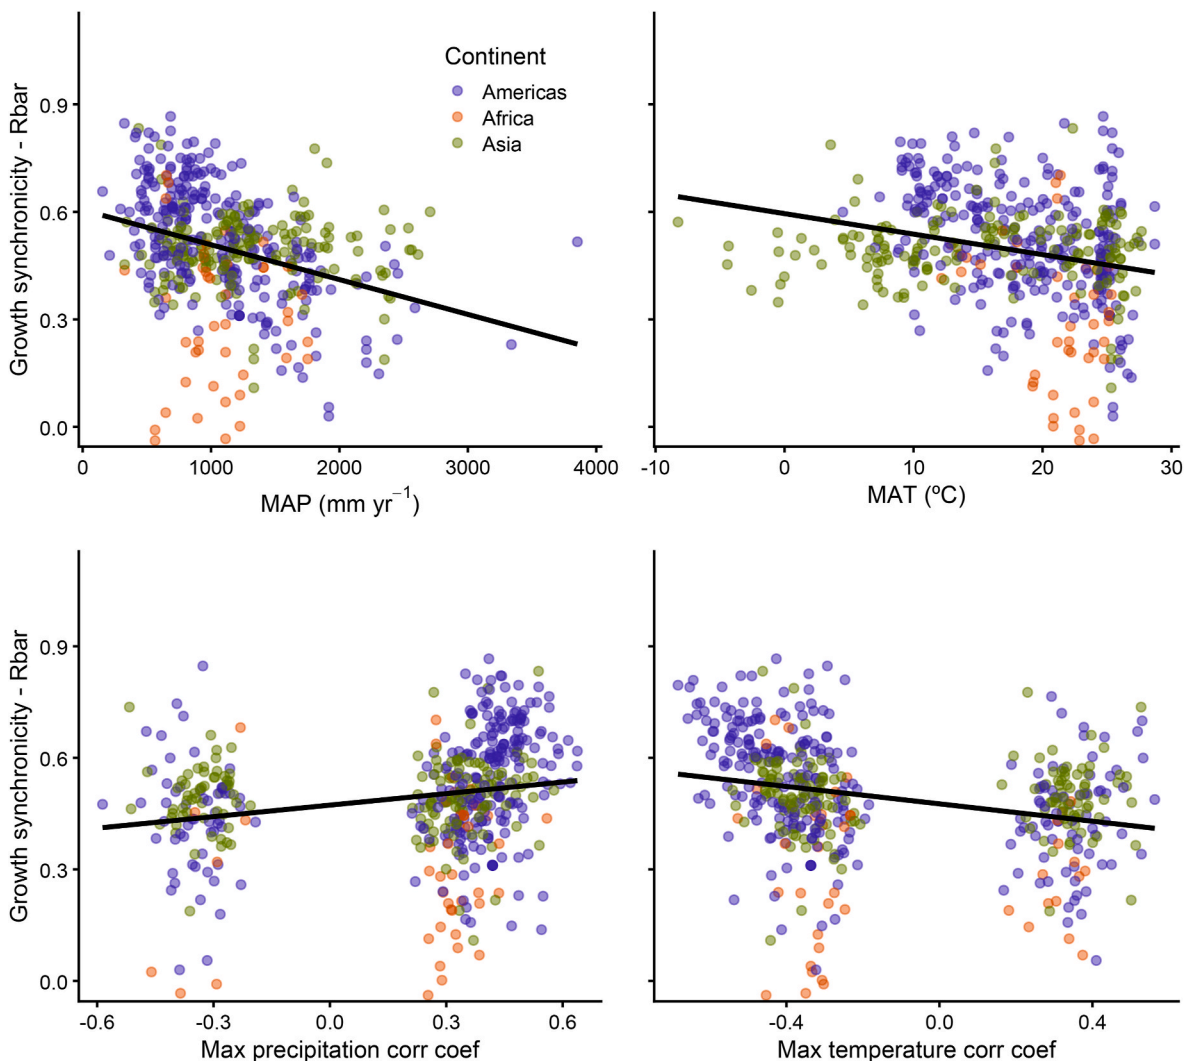 Growth synchronicity - Rbar
0.9
0.6
0.3
0.0
0 1000 2000 3000 4000
MAP (mm yr⁻¹)
Continent
Americas
Africa
Asia
-10 0 10 20 30
MAT (ºC)
Growth synchronicity - Rbar
0.9
0.6
0.3
0.0
-0.6 -0.3 0.0 0.3 0.6
Max precipitation corr coef
-0.4 0.0 0.4
Max temperature corr coef